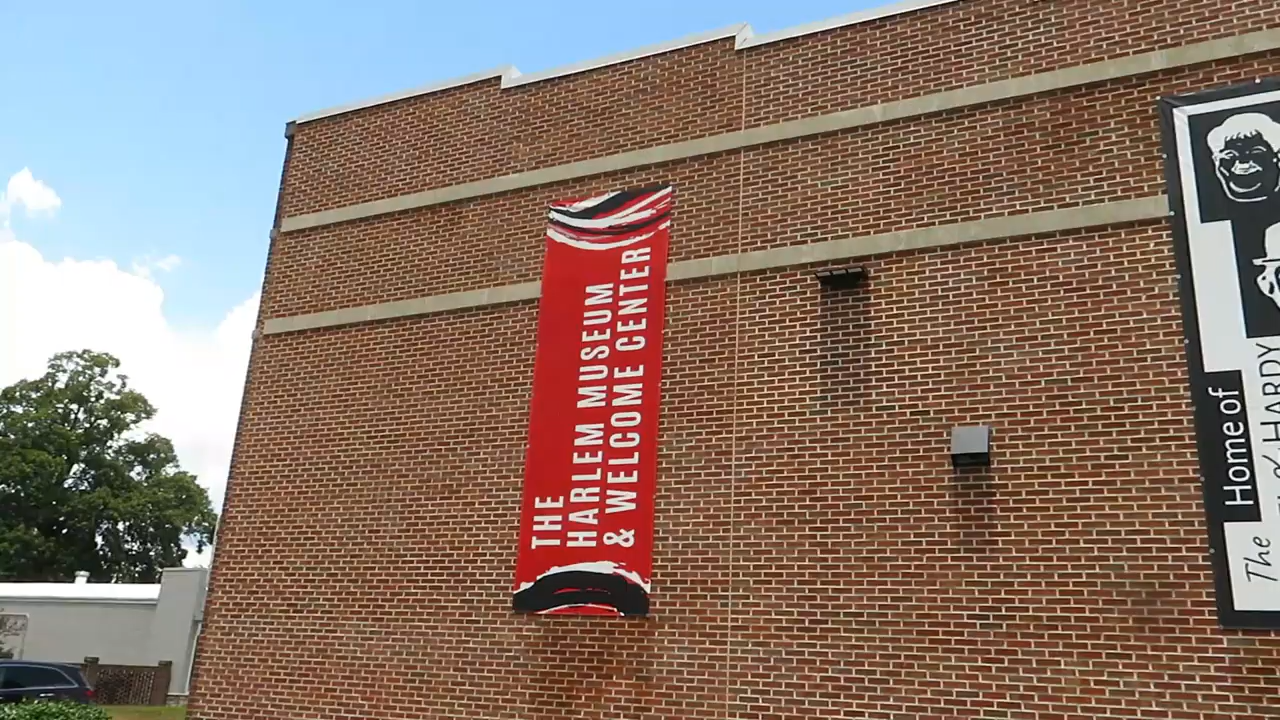 THE
HARLEM MUSEUM
& WELCOME CENTER
Home of
The
HARDY